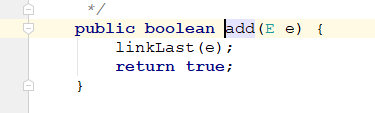 */
public boolean add(E e) {
linkLast(e);
return true;
}